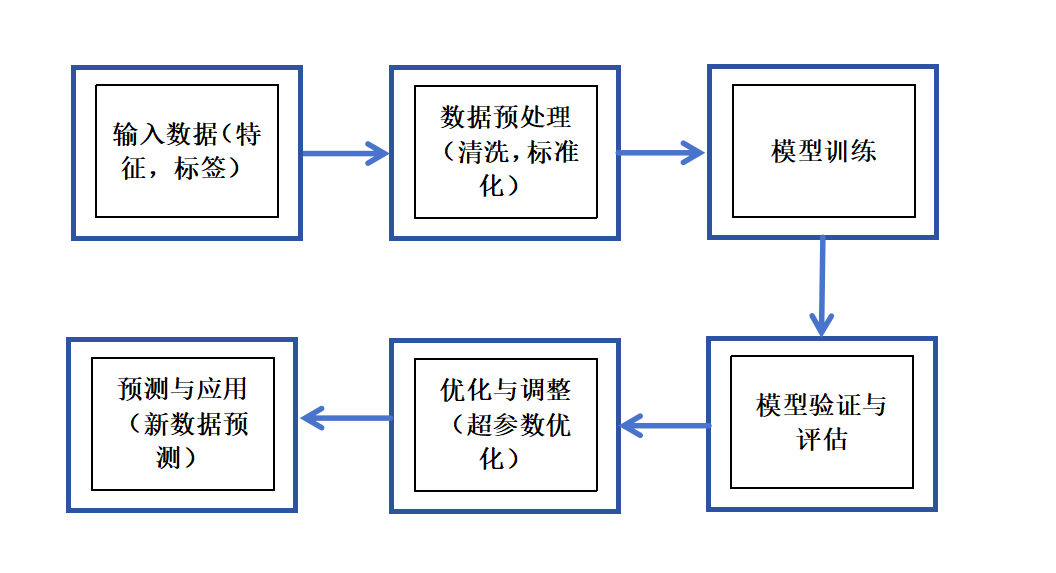 输入数据（特
征，标签）
数据预处理
（清洗，标准
化）
模型训练
模型验证与
评估
优化与调整
（超参数优
化）
预测与应用
（新数据预
测）